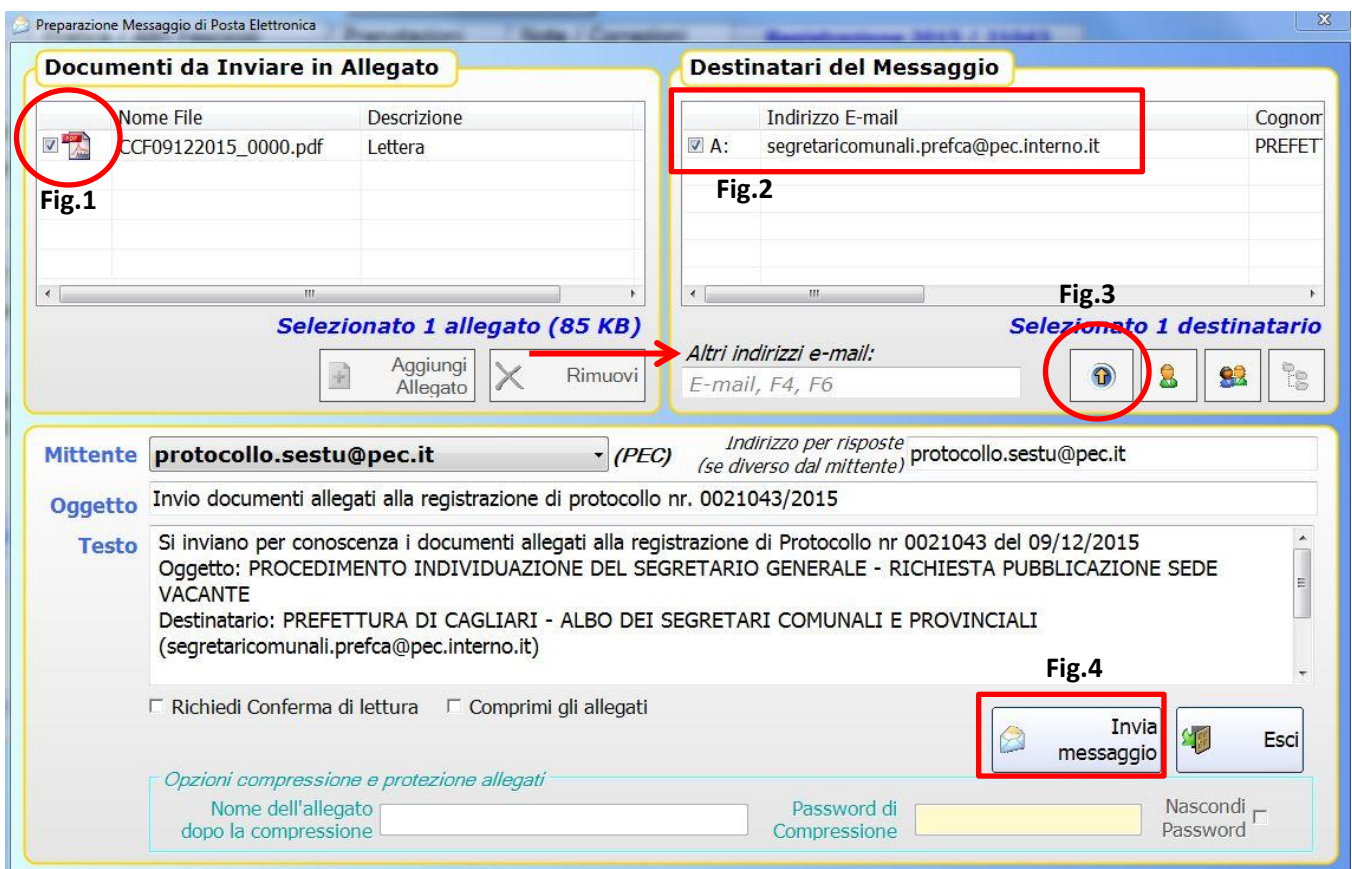 Preparazione Messaggio di Posta Elettronica
Documenti da Inviare in Allegato
Nome File Descrizione
CCF09122015_0000.pdf Lettera
Fig.1
Selezionato 1 allegato (85 KB)
Aggiungi
Allegato
Rimuovi
Destinatari del Messaggio
Indirizzo E-mail Cognom
A: segretaricomunali.prefca@pec.interno.it PREFET
Fig.2
Fig.3
Selezionato 1 destinatario
Altri indirizzi e-mail:
E-mail, F4, F6
Mittente protocollo.sestu@pec.it (PEC)
Indirizzo per risposte
(se diverso dal mittente)
protocollo.sestu@pec.it
Oggetto Invio documenti allegati alla registrazione di protocollo nr. 0021043/2015
Testo Si inviano per conoscenza i documenti allegati alla registrazione di Protocollo nr 0021043 del 09/12/2015
Oggetto: PROCEDIMENTO INDIVIDUAZIONE DEL SEGRETARIO GENERALE - RICHIESTA PUBBLICAZIONE SEDE
VACANTE
Destinatario: PREFETTURA DI CAGLIARI - ALBO DEI SEGRETARI COMUNALI E PROVINCIALI
(segretaricomunali.prefca@pec.interno.it)
Fig.4
Richiedi Conferma di lettura Comprimi gli allegati
Invia
messaggio
Esci
Opzioni compressione e protezione allegati
Nome dell'allegato
dopo la compressione
Password di
Compressione
Nascondi
Password